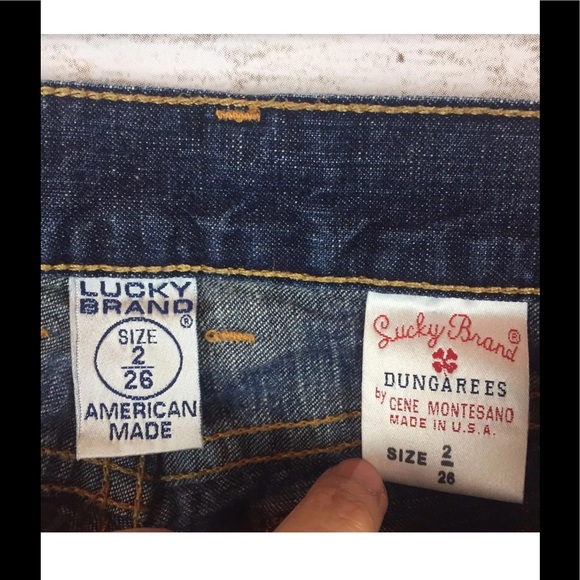 LUCKY
BRAND®
SIZE
2
26
AMERICAN
MADE
Lucky Brand®
DUNGAREES
by GENE MONTESANO
MADE IN U.S.A.
SIZE 2
26